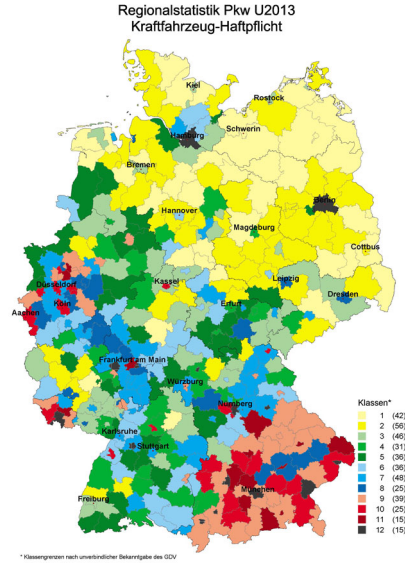 Regionalstatistik Pkw U2013
Kraftfahrzeug-Haftpflicht
Kiel
Rostock
Hamburg
Schwerin
Bremen
Berlin
Hannover
Magdeburg
Cottbus
Düsseldorf
Kassel
Leipzig
Dresden
Köln
Aachen
Erfurt
Frankfurt am Main
Würzburg
Nürnberg
Karlsruhe
Stuttgart
München
Freiburg
Klassen*
1 (42)
2 (56)
3 (46)
4 (31)
5 (36)
6 (36)
7 (48)
8 (25)
9 (39)
10 (25)
11 (15)
12 (15)
* Klassengrenzen nach unverbindlicher Bekanntgabe des GDV